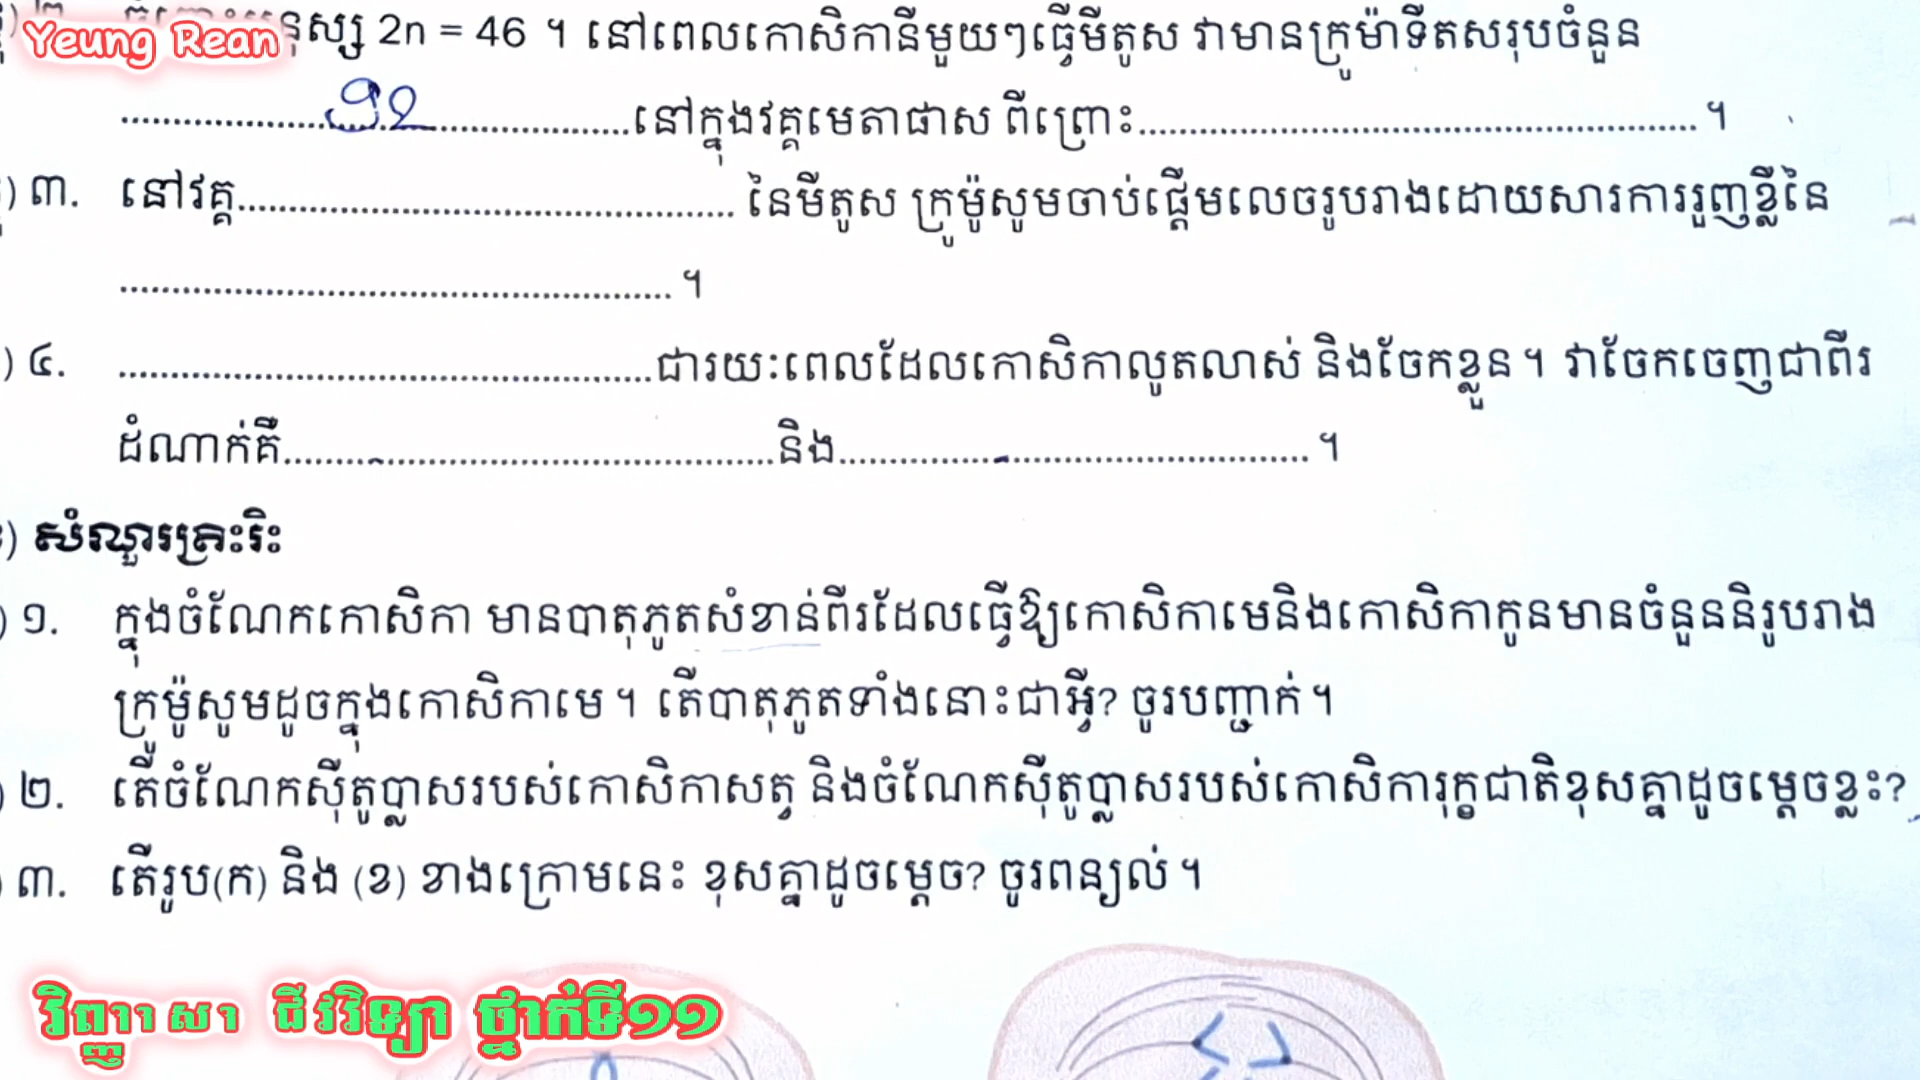 Yeung Rean
២. ចំពោះមនុស្ស 2n = 46 ។ នៅពេលកោសិកានីមួយៗធ្វើមីតូស វាមានក្រូម៉ាទីតសរុបចំនួន
៩២ នៅក្នុងវគ្គមេតាផាស ពីព្រោះ........................................ ។
៣. នៅវគ្គ........................................ នៃមីតូស ក្រូម៉ូសូមចាប់ផ្តើមលេចរូបរាងដោយសារការរួញខ្លីនៃ
........................................ ។
៤. ........................................ជារយៈពេលដែលកោសិកាលូតលាស់ និងចែកខ្លួន ។ វាចែកចេញជាពីរ
ដំណាក់គឺ........................................និង........................................ ។
សំណួរត្រះរិះ
១. ក្នុងចំណែកកោសិកា មានបាតុភូតសំខាន់ពីរដែលធ្វើឱ្យកោសិកាមេនិងកោសិកាកូនមានចំនួននិរូបរាង
ក្រូម៉ូសូមដូចក្នុងកោសិកាមេ ។ តើបាតុភូតទាំងនោះជាអ្វី? ចូរបញ្ជាក់ ។
២. តើចំណែកស៊ីតូប្លាសរបស់កោសិកាសត្វ និងចំណែកស៊ីតូប្លាសរបស់កោសិការុក្ខជាតិខុសគ្នាដូចម្តេចខ្លះ?
៣. តើរូប(ក) និង (ខ) ខាងក្រោមនេះ ខុសគ្នាដូចម្តេច? ចូរពន្យល់ ។
វិញ្ញាសា ជីវវិទ្យា ថ្នាក់ទី១១